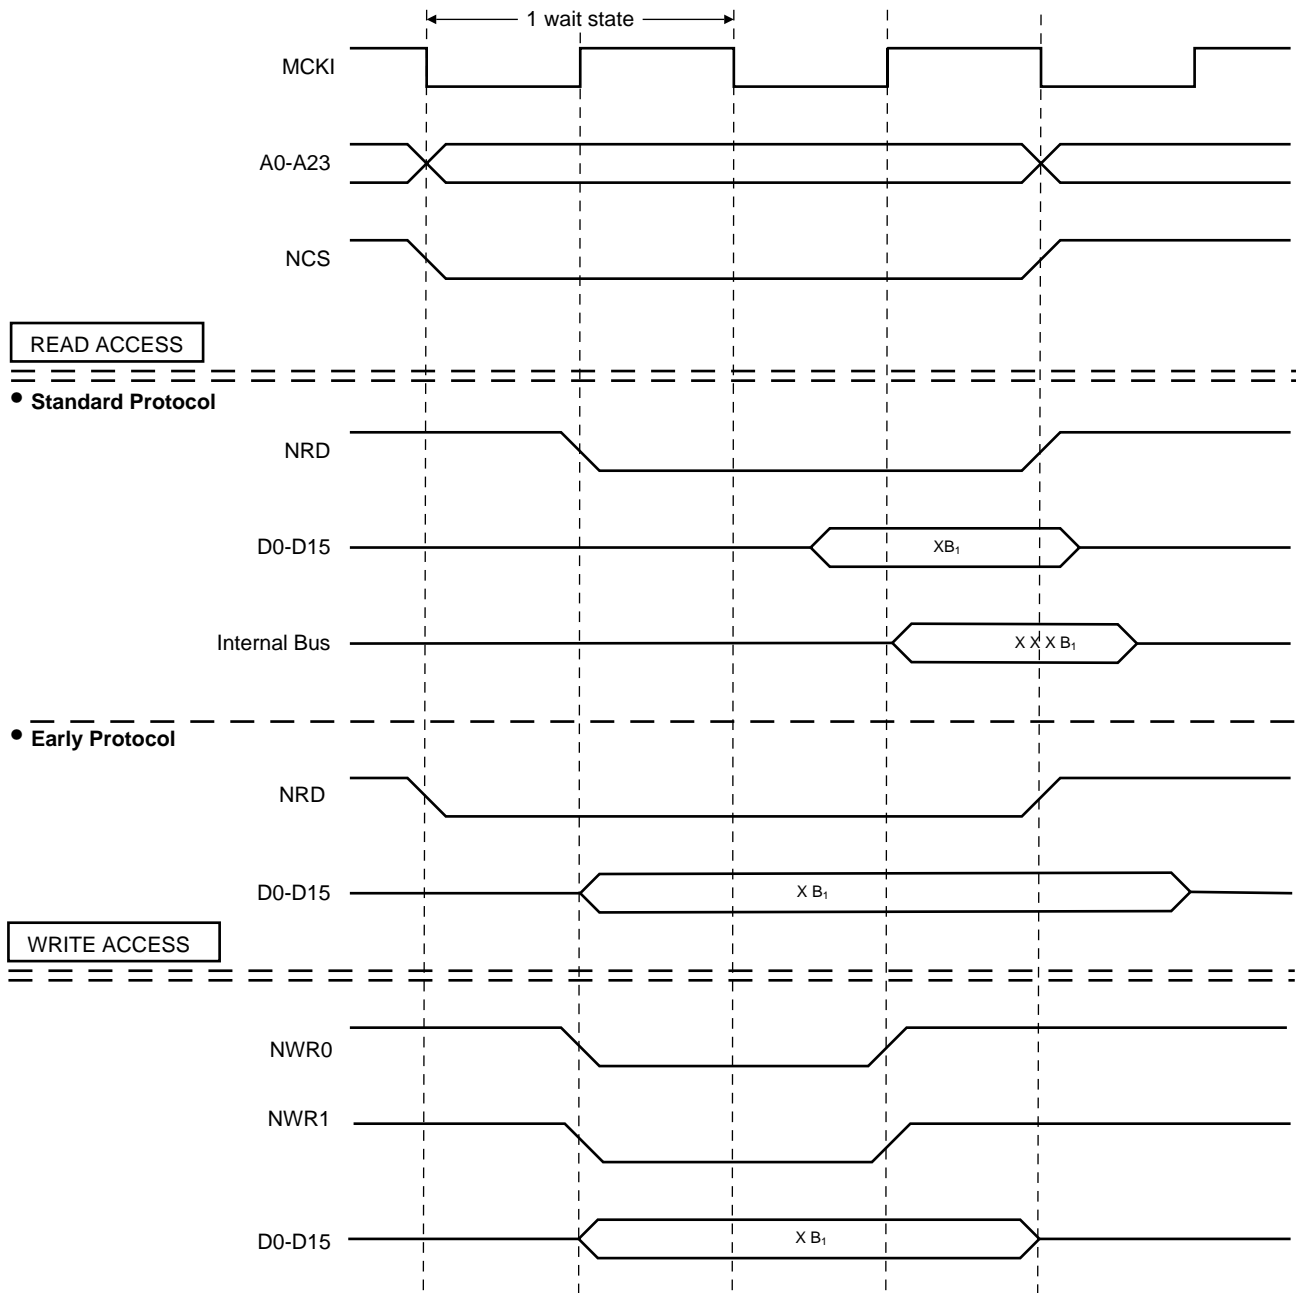 1 wait state
MCKI
A0-A23
NCS
READ ACCESS
• Standard Protocol
NRD
D0-D15 XB₁
Internal Bus X X X B₁
• Early Protocol
NRD
D0-D15 X B₁
WRITE ACCESS
NWR0
NWR1
D0-D15 X B₁